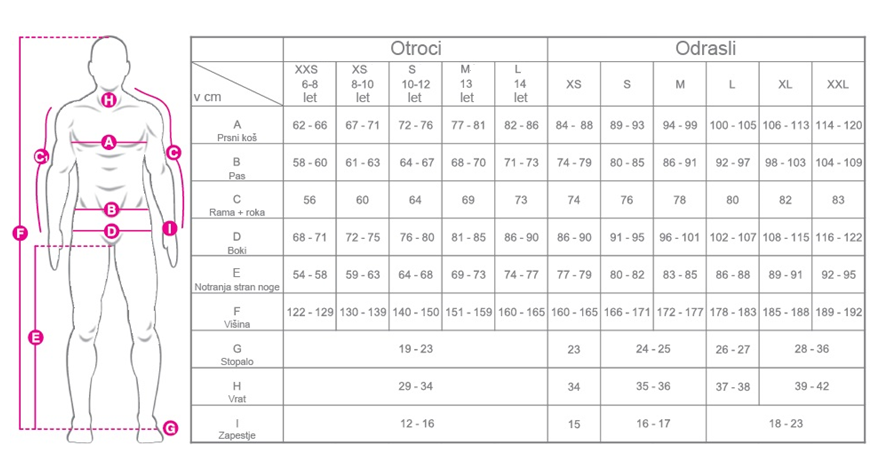 Otroci Odrasli
v cm XXS 6-8 let XS 8-10 let S 10-12 let M 13 let L 14 let XS S M L XL XXL
A Prsni koš 62 - 66 67 - 71 72 - 76 77 - 81 82 - 86 84 - 88 89 - 93 94 - 99 100 - 105 106 - 113 114 - 120
B Pas 58 - 60 61 - 63 64 - 67 68 - 70 71 - 73 74 - 79 80 - 85 86 - 91 92 - 97 98 - 103 104 - 109
C Rama + roka 56 60 64 69 73 74 76 78 80 82 83
D Boki 68 - 71 72 - 75 76 - 80 81 - 85 86 - 90 86 - 90 91 - 95 96 - 101 102 - 107 108 - 115 116 - 122
E Notranja stran noge 54 - 58 59 - 63 64 - 68 69 - 73 74 - 77 77 - 79 80 - 82 83 - 85 86 - 88 89 - 91 92 - 95
F Višina 122 - 129 130 - 139 140 - 150 151 - 159 160 - 165 160 - 165 166 - 171 172 - 177 178 - 183 185 - 188 189 - 192
G Stopalo 19 - 23 23 24 - 25 26 - 27 28 - 36
H Vrat 29 - 34 34 35 - 36 37 - 38 39 - 42
I Zapestje 12 - 16 15 16 - 17 18 - 23
H
A
C C
B
I
F D
E
G